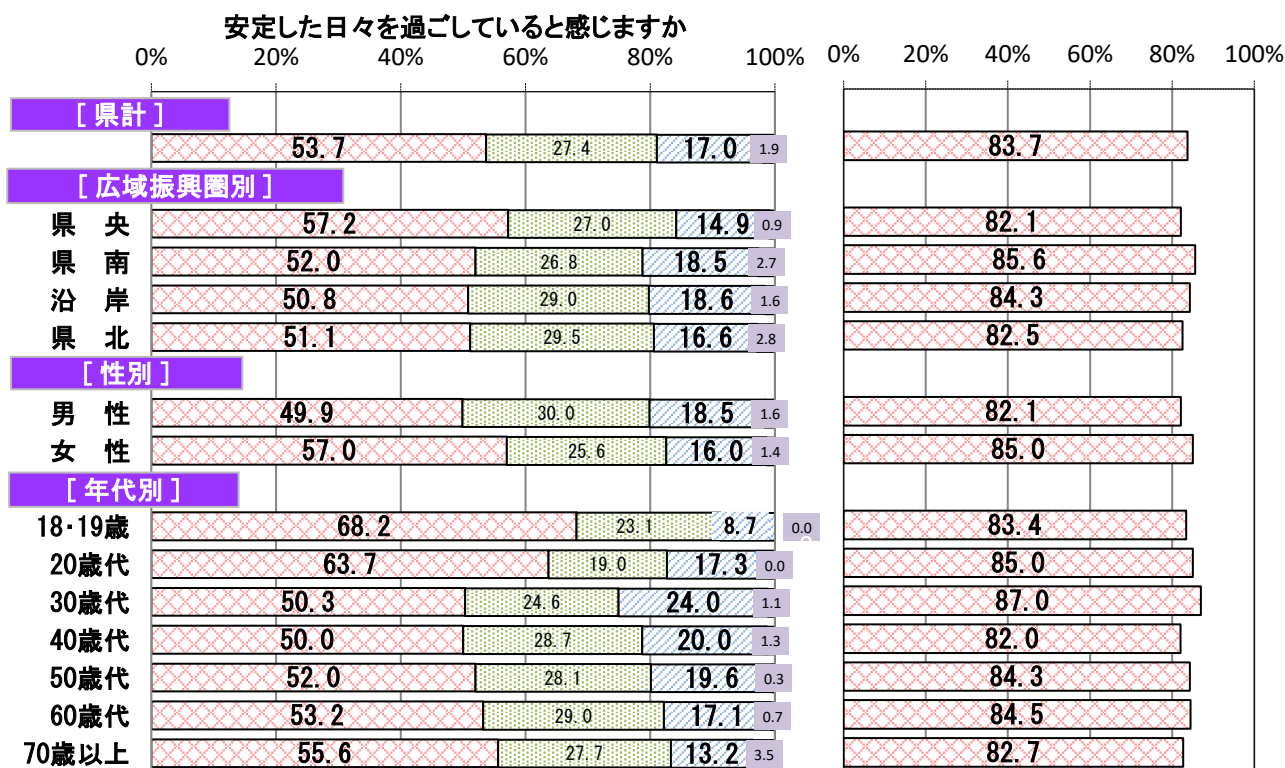 安定した日々を過ごしていると感じますか
0% 20% 40% 60% 80% 100% 0% 20% 40% 60% 80% 100%
[ 県計 ]
53.7 27.4 17.0 1.9 83.7
[ 広域振興圏別 ]
県 央 57.2 27.0 14.9 0.9 82.1
県 南 52.0 26.8 18.5 2.7 85.6
沿 岸 50.8 29.0 18.6 1.6 84.3
県 北 51.1 29.5 16.6 2.8 82.5
[ 性別 ]
男 性 49.9 30.0 18.5 1.6 82.1
女 性 57.0 25.6 16.0 1.4 85.0
[ 年代別 ]
18・19歳 68.2 23.1 8.7 0.0 83.4
20歳代 63.7 19.0 17.3 0.0 85.0
30歳代 50.3 24.6 24.0 1.1 87.0
40歳代 50.0 28.7 20.0 1.3 82.0
50歳代 52.0 28.1 19.6 0.3 84.3
60歳代 53.2 29.0 17.1 0.7 84.5
70歳以上 55.6 27.7 13.2 3.5 82.7